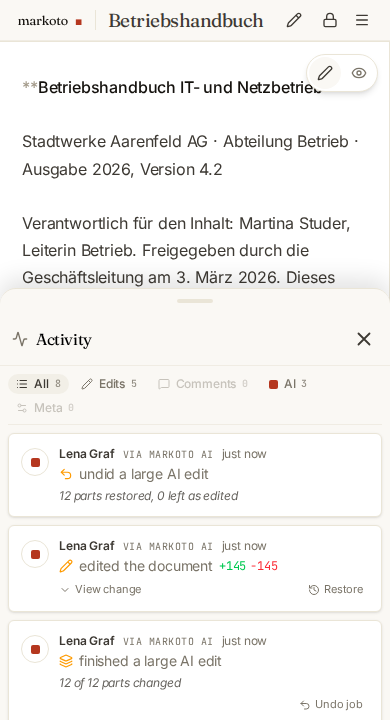 markoto
Betriebshandbuch
**Betriebshandbuch IT- und Netzbetrieb
Stadtwerke Aarenfeld AG · Abteilung Betrieb ·
Ausgabe 2026, Version 4.2
Verantwortlich für den Inhalt: Martina Studer,
Leiterin Betrieb. Freigegeben durch die
Geschäftsleitung am 3. März 2026. Dieses
Activity
All 8 Edits 5 Comments 0 AI 3
Meta 0
Lena Graf VIA MARKOTO AI just now
undid a large AI edit
12 parts restored, 0 left as edited
Lena Graf VIA MARKOTO AI just now
edited the document +145 -145
View change Restore
Lena Graf VIA MARKOTO AI just now
finished a large AI edit
12 of 12 parts changed
Undo job